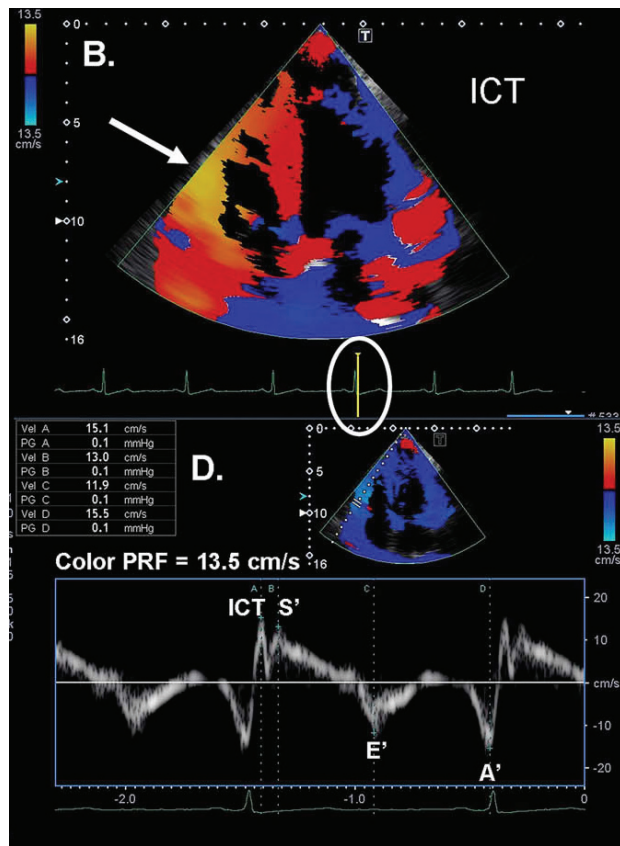 13.5
13.5
cm/s
B.
T
ICT
0
5
10
16
Vel A 15.1 cm/s
PG A 0.1 mmHg
Vel B 13.0 cm/s
PG B 0.1 mmHg
Vel C 11.9 cm/s
PG C 0.1 mmHg
Vel D 15.5 cm/s
PG D 0.1 mmHg
D.
0
5
10
16
13.5
13.5
cm/s
Color PRF = 13.5 cm/s
A B C D
ICT S’
E’
A’
20
10
cm/s
-10
-20
-2.0 -1.0 0